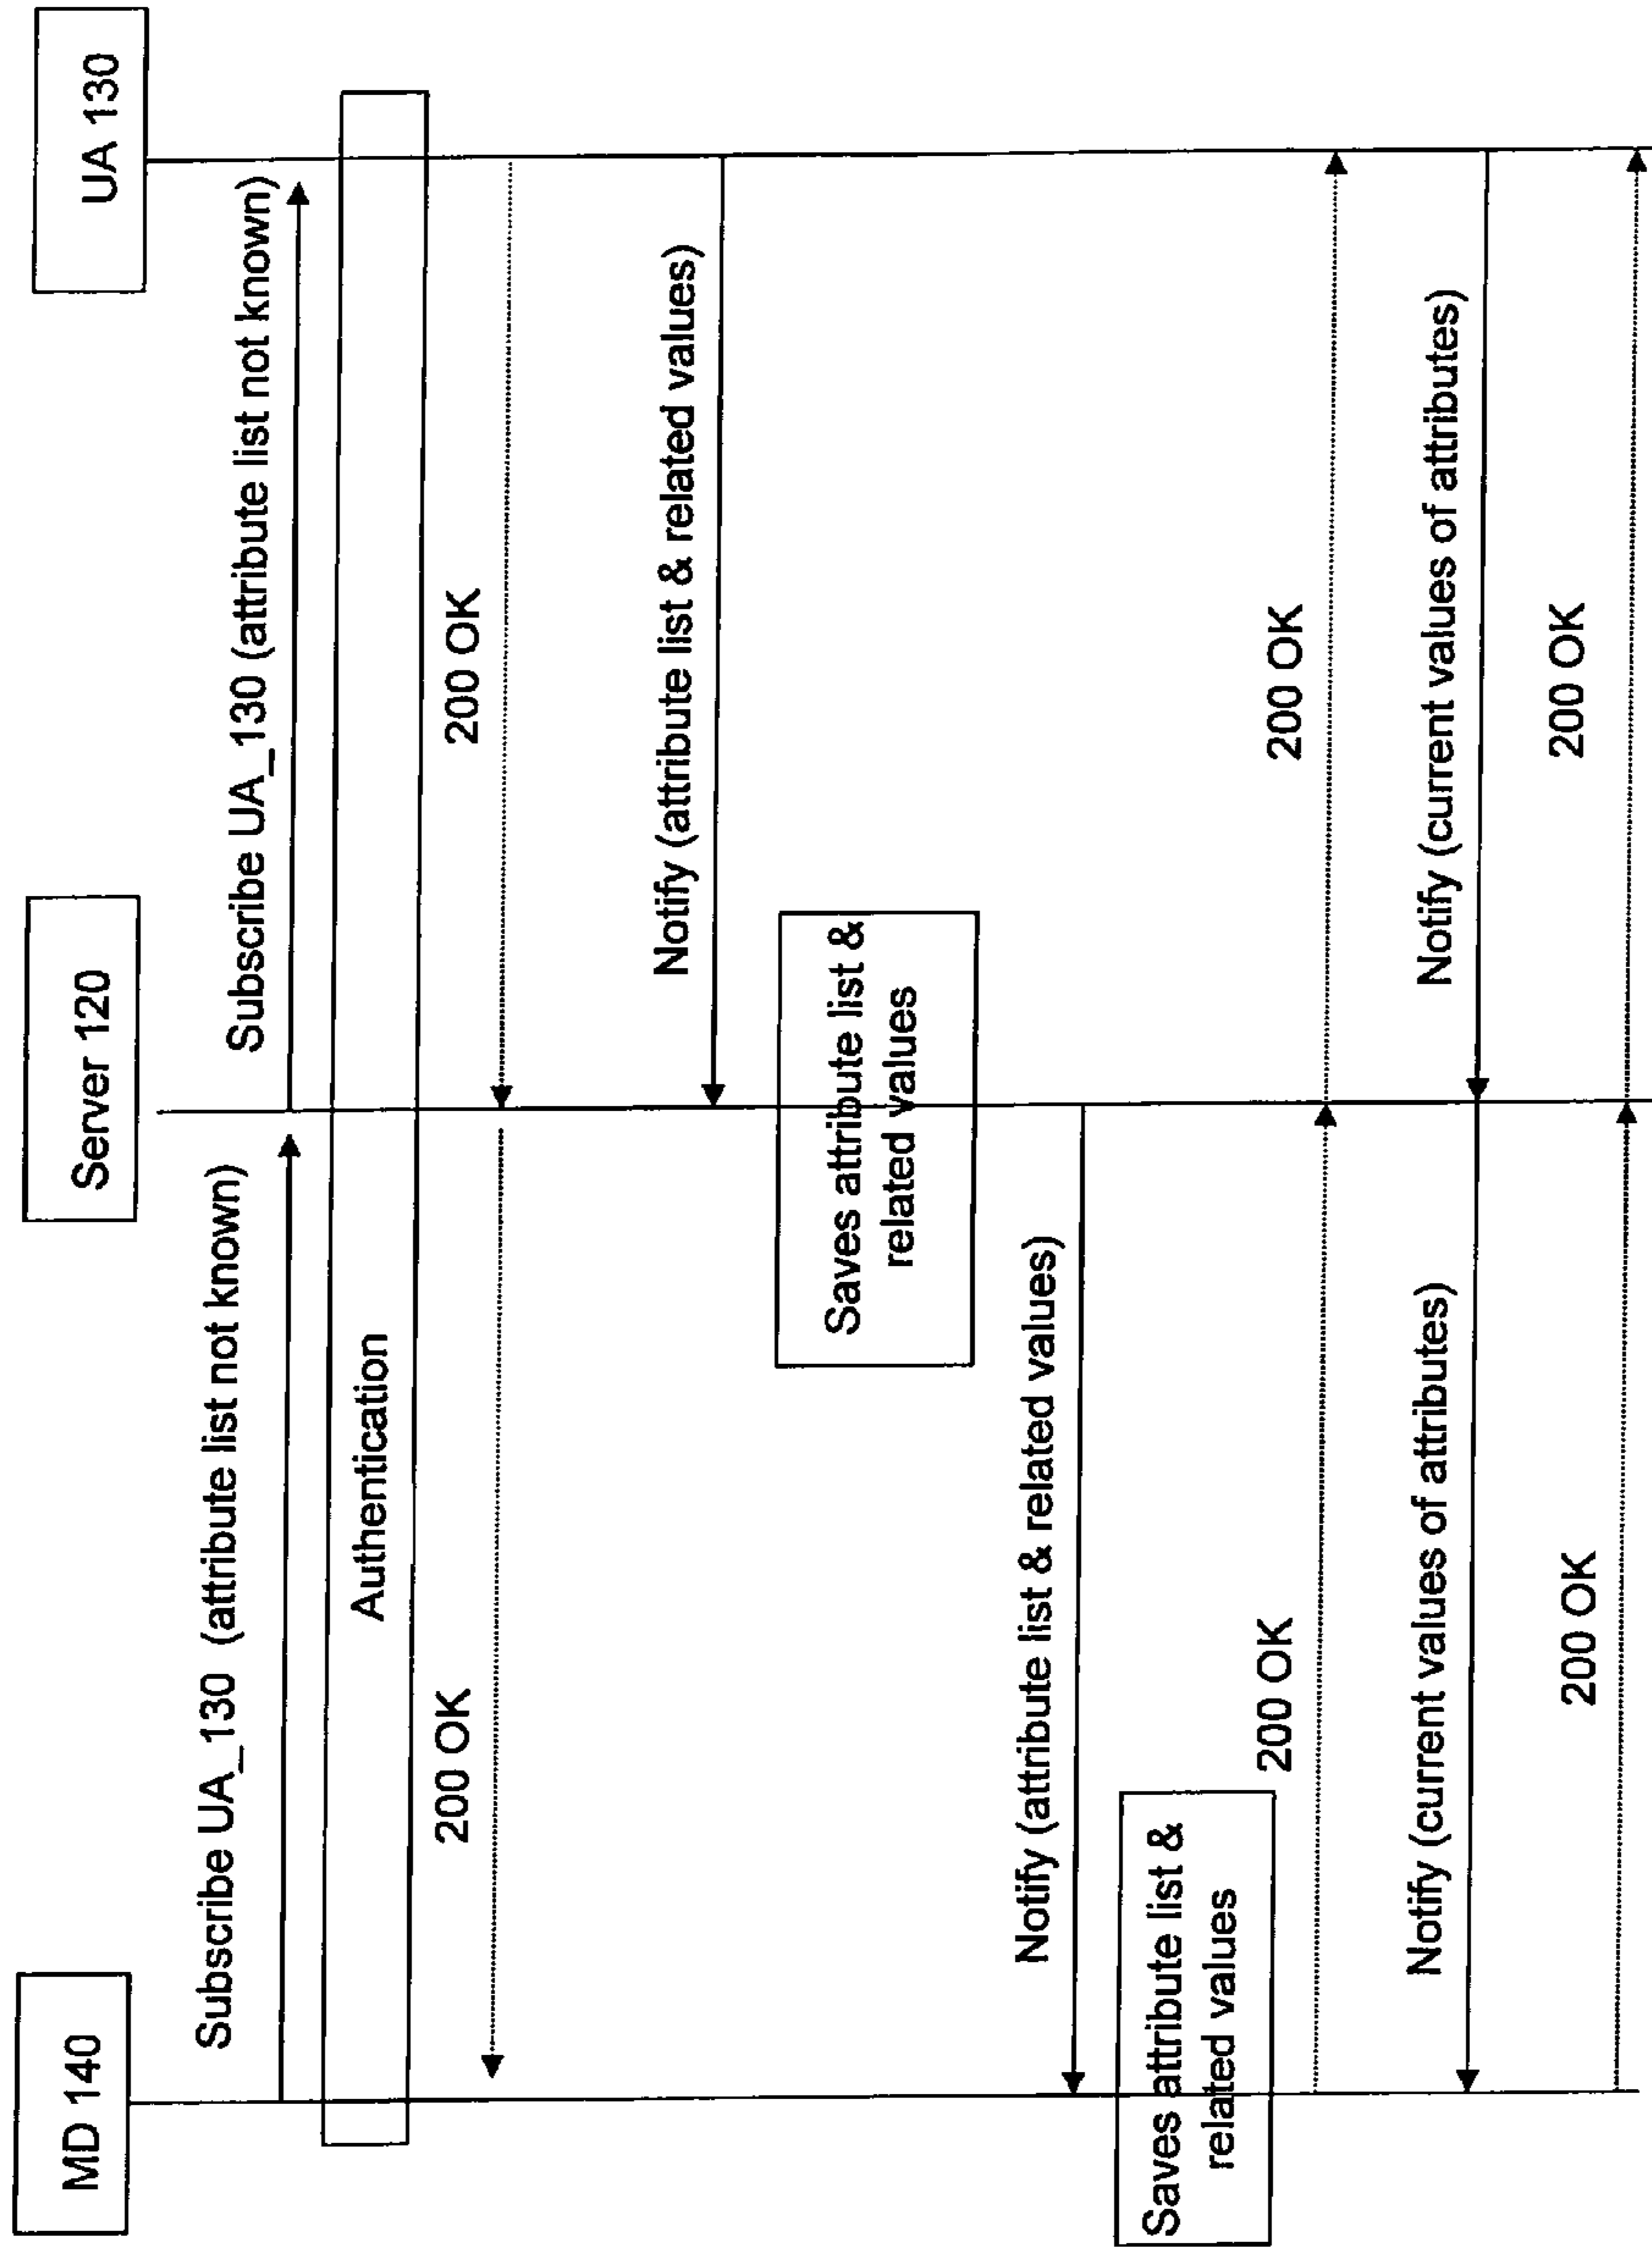 MD 140
Server 120
UA 130
Subscribe UA_130 (attribute list not known)
Subscribe UA_130 (attribute list not known)
Authentication
200 OK
200 OK
Notify (attribute list & related values)
Saves attribute list &
related values
Notify (attribute list & related values)
Saves attribute list &
related values
200 OK
200 OK
Notify (current values of attributes)
Notify (current values of attributes)
200 OK
200 OK